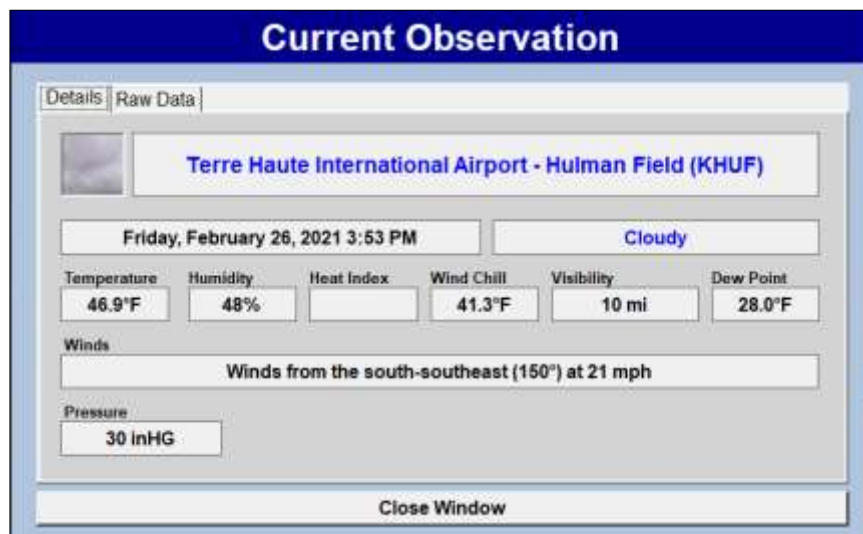 Current Observation
Details Raw Data
Terre Haute International Airport - Hulman Field (KHUF)
Friday, February 26, 2021 3:53 PM Cloudy
Temperature Humidity Heat Index Wind Chill Visibility Dew Point
46.9°F 48% 41.3°F 10 mi 28.0°F
Winds
Winds from the south-southeast (150°) at 21 mph
Pressure
30 inHG
Close Window